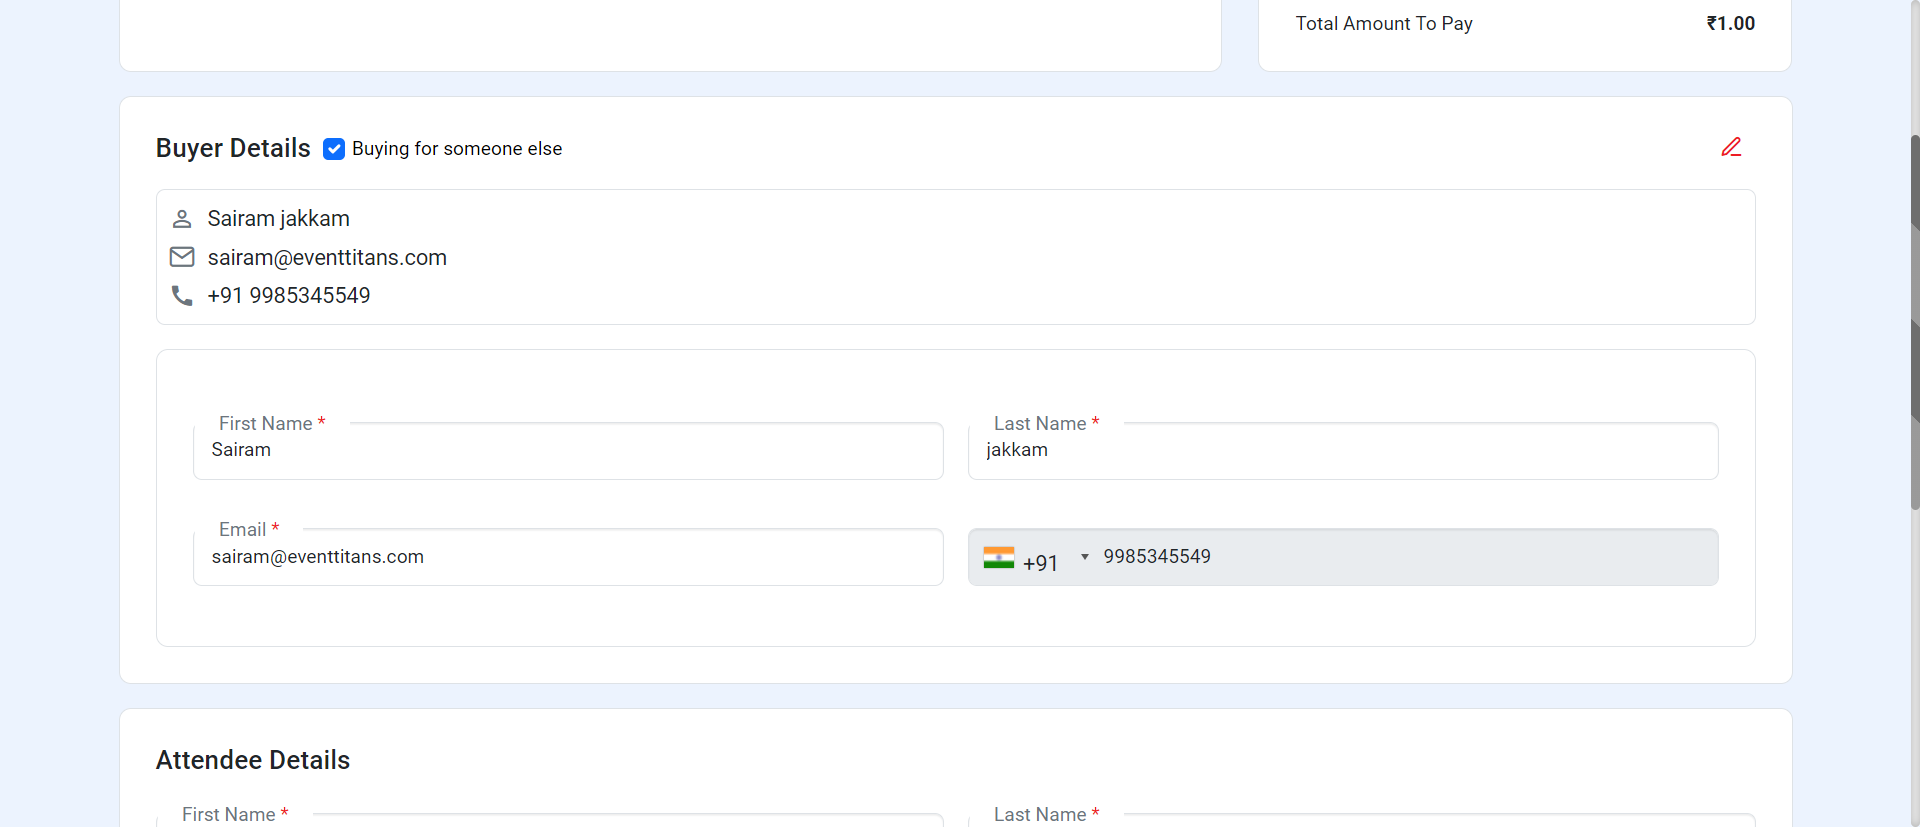 Total Amount To Pay ₹1.00
Buyer Details Buying for someone else
Sairam jakkam
sairam@eventtitans.com
+91 9985345549
First Name * Last Name *
Sairam jakkam
Email *
sairam@eventtitans.com +91 9985345549
Attendee Details
First Name * Last Name *